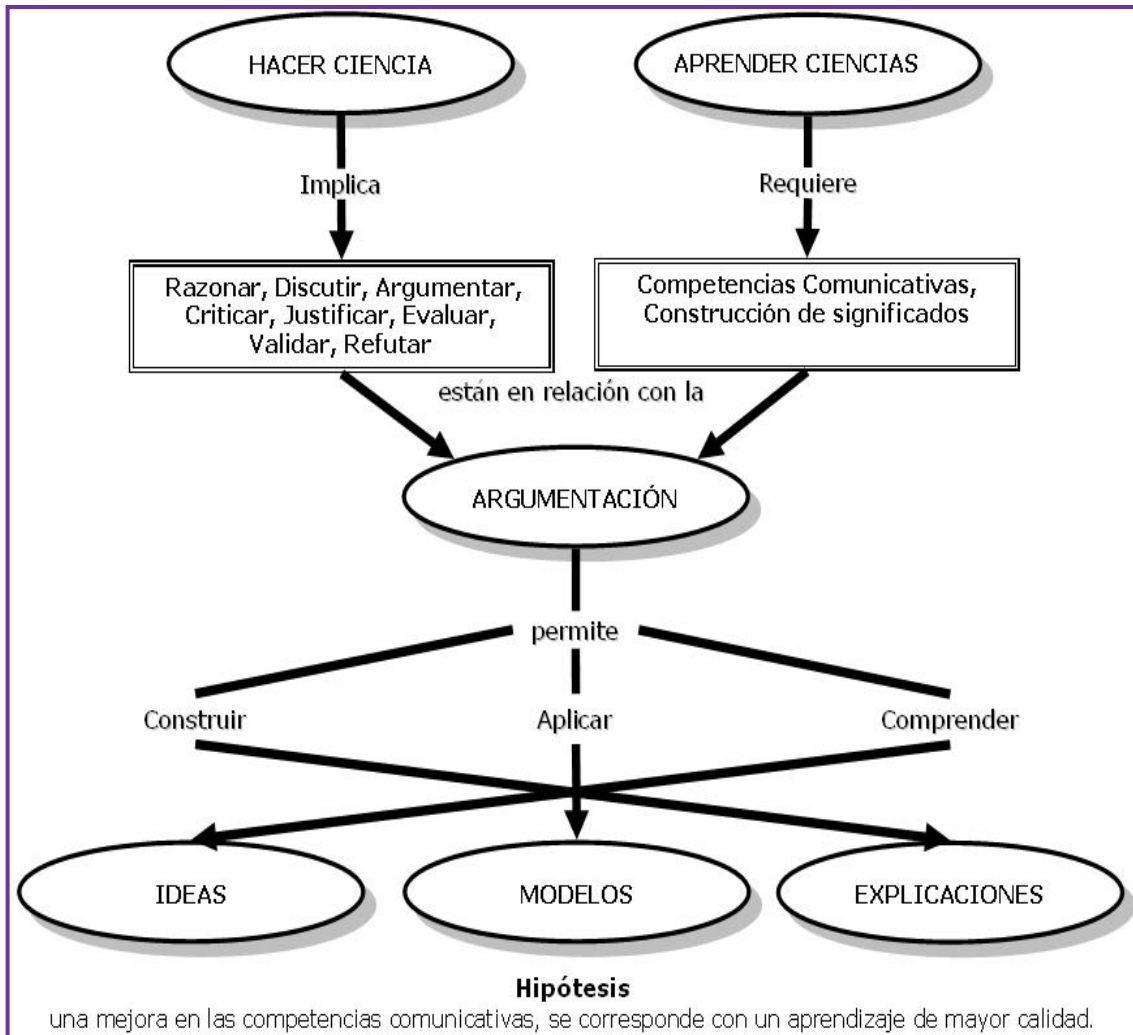 HACER CIENCIA
APRENDER CIENCIAS
Implica
Requiere
Razonar, Discutir, Argumentar,
Criticar, Justificar, Evaluar,
Validar, Refutar
Competencias Comunicativas,
Construcción de significados
están en relación con la
ARGUMENTACIÓN
permite
Construir
Aplicar
Comprender
IDEAS
MODELOS
EXPLICACIONES
Hipótesis
una mejora en las competencias comunicativas, se corresponde con un aprendizaje de mayor calidad.